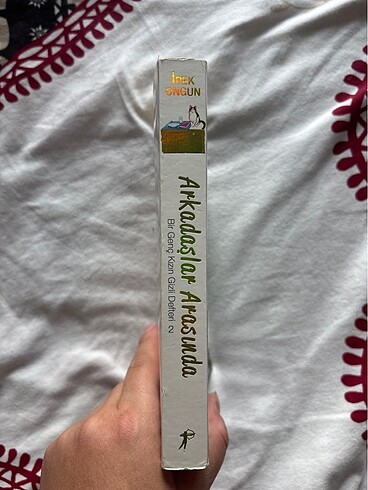 İPEK
ONGUN
Arkadaşlar Arasında
Bir Genç Kızın Gizli Defteri 2